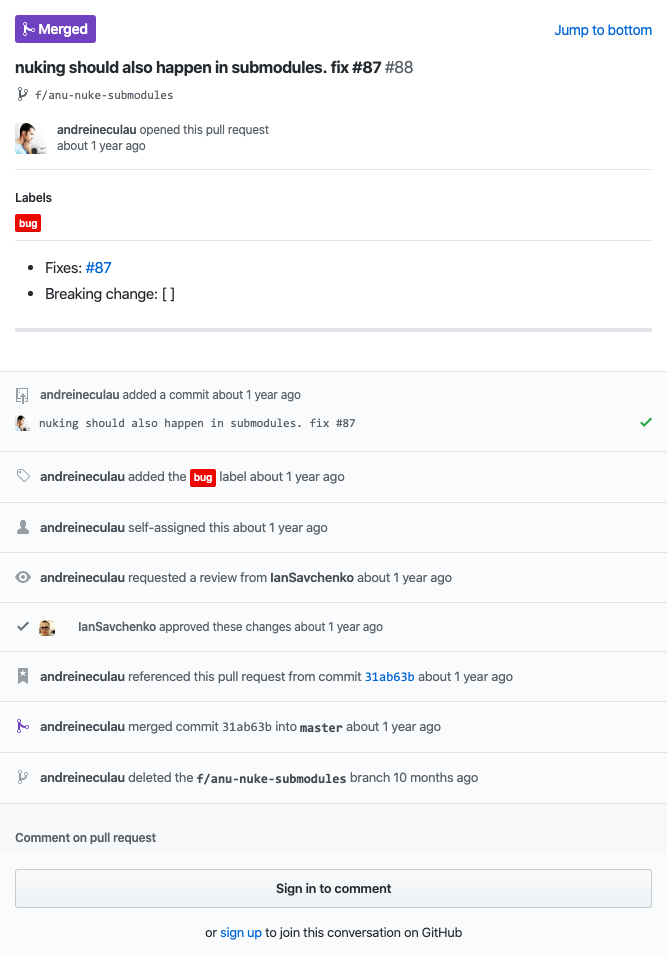 Merged
Jump to bottom
nuking should also happen in submodules. fix #87 #88
f/anu-nuke-submodules
andreineculau opened this pull request
about 1 year ago
Labels
bug
Fixes: #87
Breaking change: [ ]
andreineculau added a commit about 1 year ago
nuking should also happen in submodules. fix #87
andreineculau added the bug label about 1 year ago
andreineculau self-assigned this about 1 year ago
andreineculau requested a review from IanSavchenko about 1 year ago
IanSavchenko approved these changes about 1 year ago
andreineculau referenced this pull request from commit 31ab63b about 1 year ago
andreineculau merged commit 31ab63b into master about 1 year ago
andreineculau deleted the f/anu-nuke-submodules branch 10 months ago
Comment on pull request
Sign in to comment
or sign up to join this conversation on GitHub